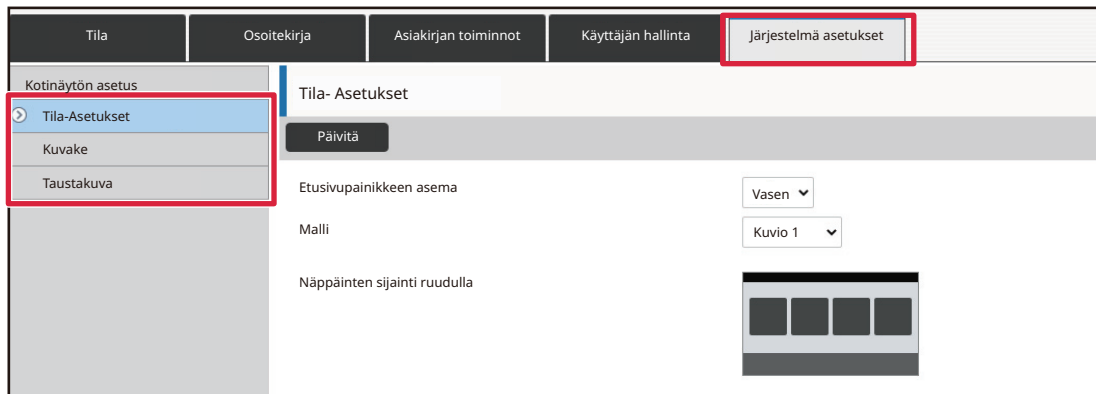 Tila
Osoitekirja
Asiakirjan toiminnot
Käyttäjän hallinta
Järjestelmä asetukset
Kotinäytön asetus
Tila-Asetukset
Kuvake
Taustakuva
Tila- Asetukset
Päivitä
Etusivupainikkeen asema
Vasen
Malli
Kuvio 1
Näppäinten sijainti ruudulla